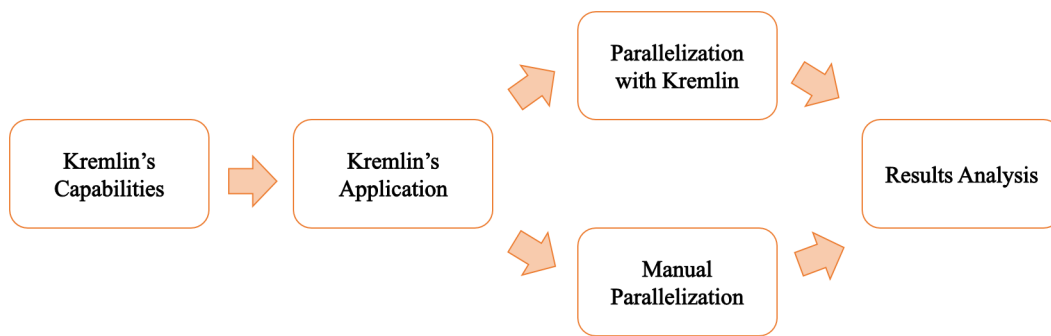 Kremlin’s
Capabilities
Kremlin’s
Application
Parallelization
with Kremlin
Manual
Parallelization
Results Analysis